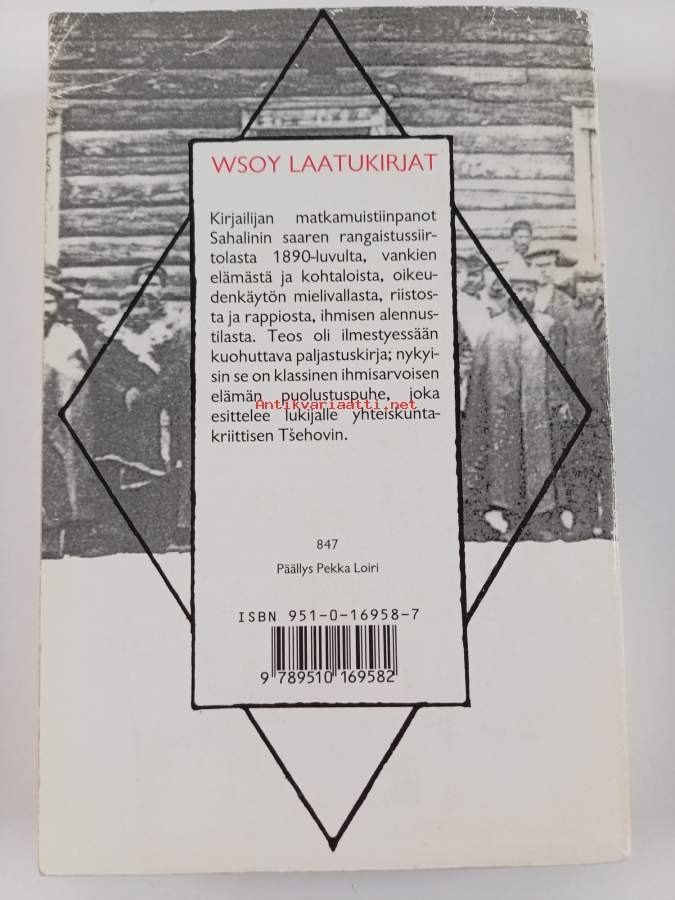 WSOY LAATUKIRJAT
Kirjailijan matkamuistiinpanot
Sahalinin saaren rangaistussiir-
tolasta 1890-luvulta, vankien
elämästä ja kohtaloista, oikeu-
denkäytön mielivallasta, riistos-
ta ja rappiosta, ihmisen alennus-
tilasta. Teos oli ilmestyessään
kuohuttava paljastuskirja; nykyi-
sin se on klassinen ihmisarvoisen
elämän puolustuspuhe, joka
Antikvariaatti.net
esittelee lukijalle yhteiskunta-
kriittisen Tšehovin.
847
Päällys Pekka Loiri
ISBN 951-0-16958-7
9 789510 169582